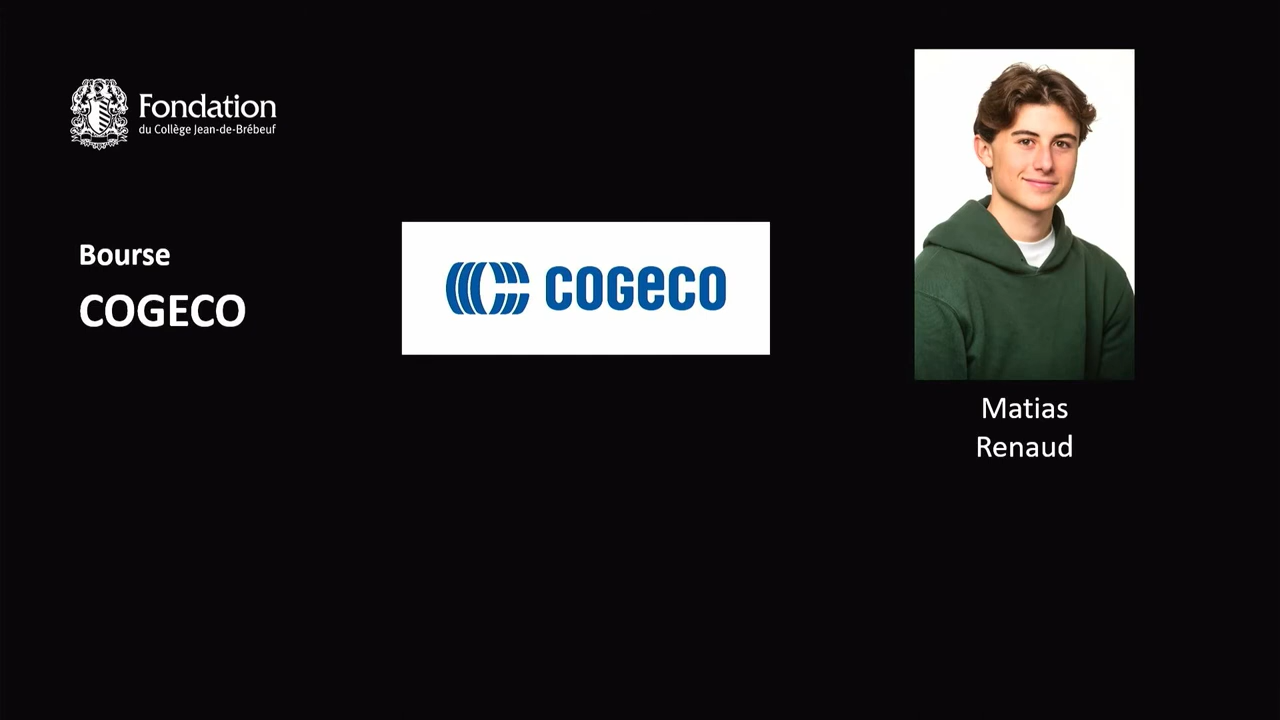 Fondation
du Collège Jean-de-Brébeuf
Bourse
COGECO
COGECO
Matias
Renaud